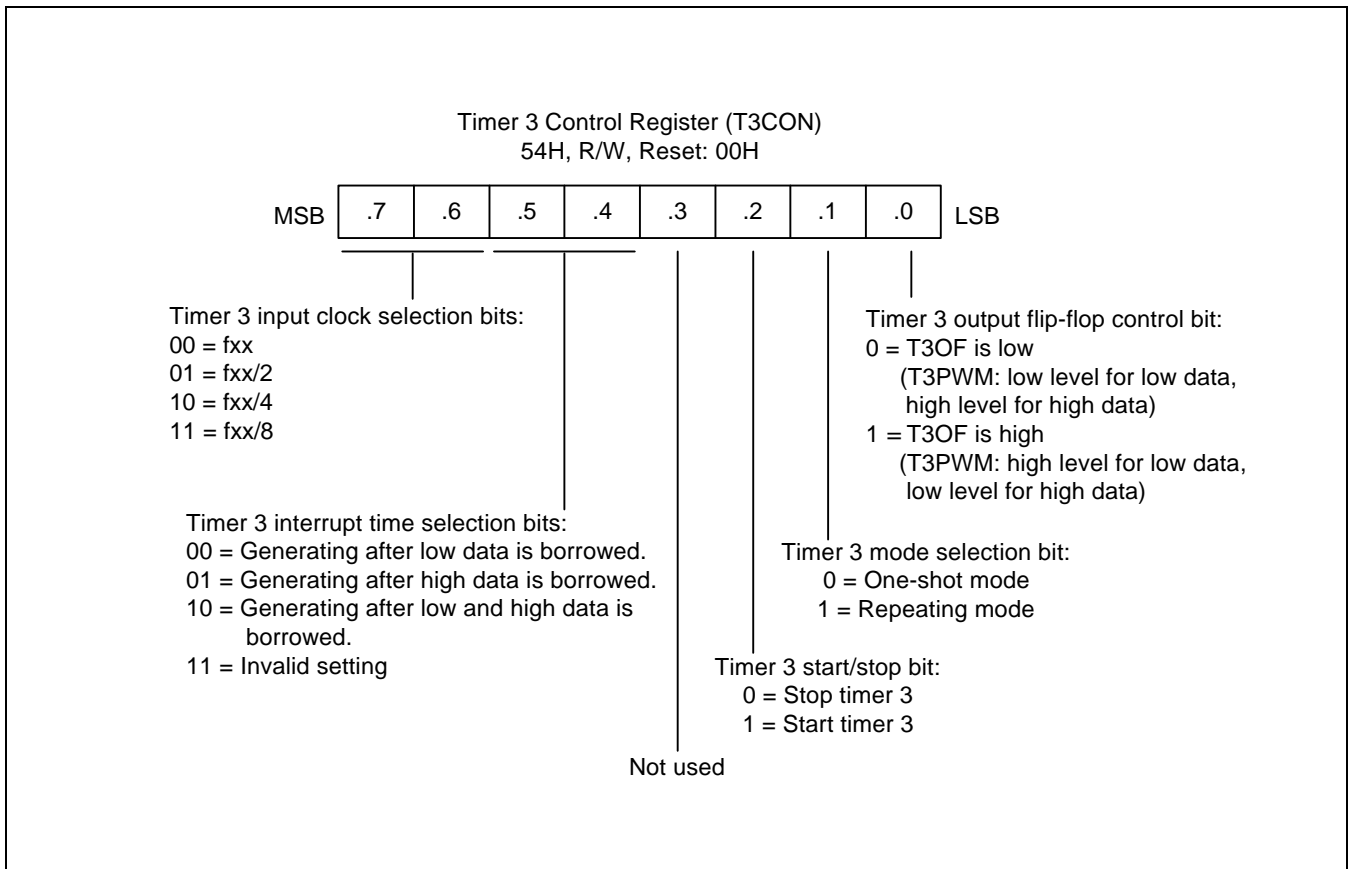 Timer 3 Control Register (T3CON)
54H, R/W, Reset: 00H
MSB .7 .6 .5 .4 .3 .2 .1 .0 LSB
Timer 3 input clock selection bits:
00 = fxx
01 = fxx/2
10 = fxx/4
11 = fxx/8
Timer 3 output flip-flop control bit:
0 = T3OF is low
(T3PWM: low level for low data,
high level for high data)
1 = T3OF is high
(T3PWM: high level for low data,
low level for high data)
Timer 3 interrupt time selection bits:
00 = Generating after low data is borrowed.
01 = Generating after high data is borrowed.
10 = Generating after low and high data is
borrowed.
11 = Invalid setting
Timer 3 mode selection bit:
0 = One-shot mode
1 = Repeating mode
Timer 3 start/stop bit:
0 = Stop timer 3
1 = Start timer 3
Not used